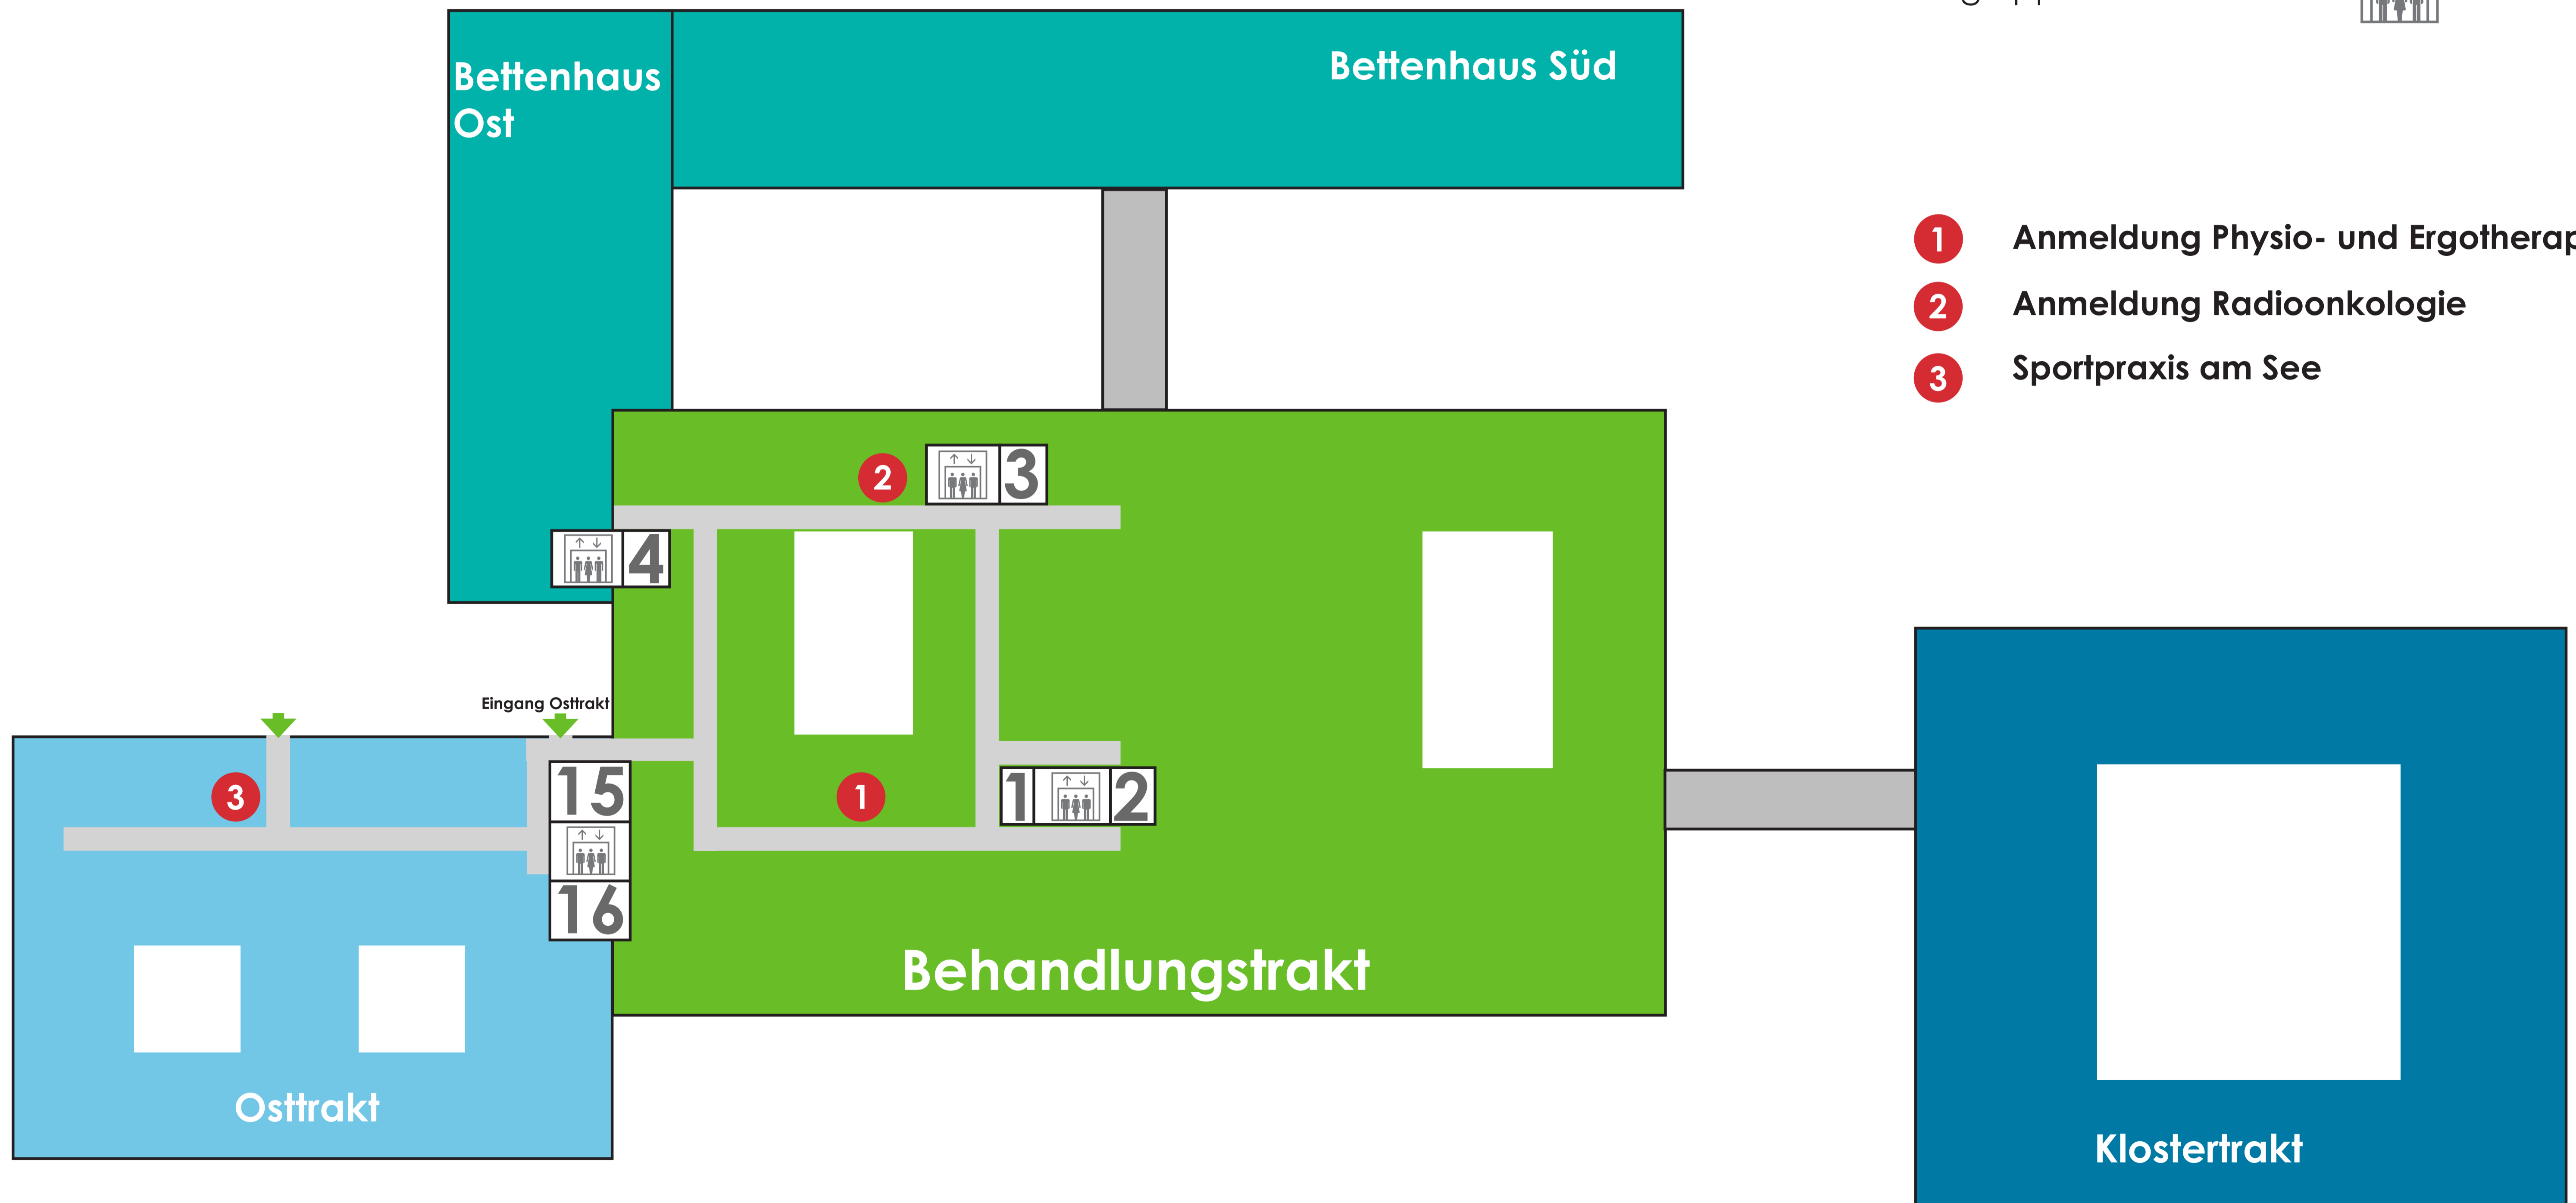 Bettenhaus
Ost
Bettenhaus Süd
1 Anmeldung Physio- und
2 Anmeldung Radioonkologie
3 Sportpraxis am See
2
3
4
Eingang Osttrakt
3
15
16
1
1 2
Behandlungstrakt
Osttrakt
Klostertrakt